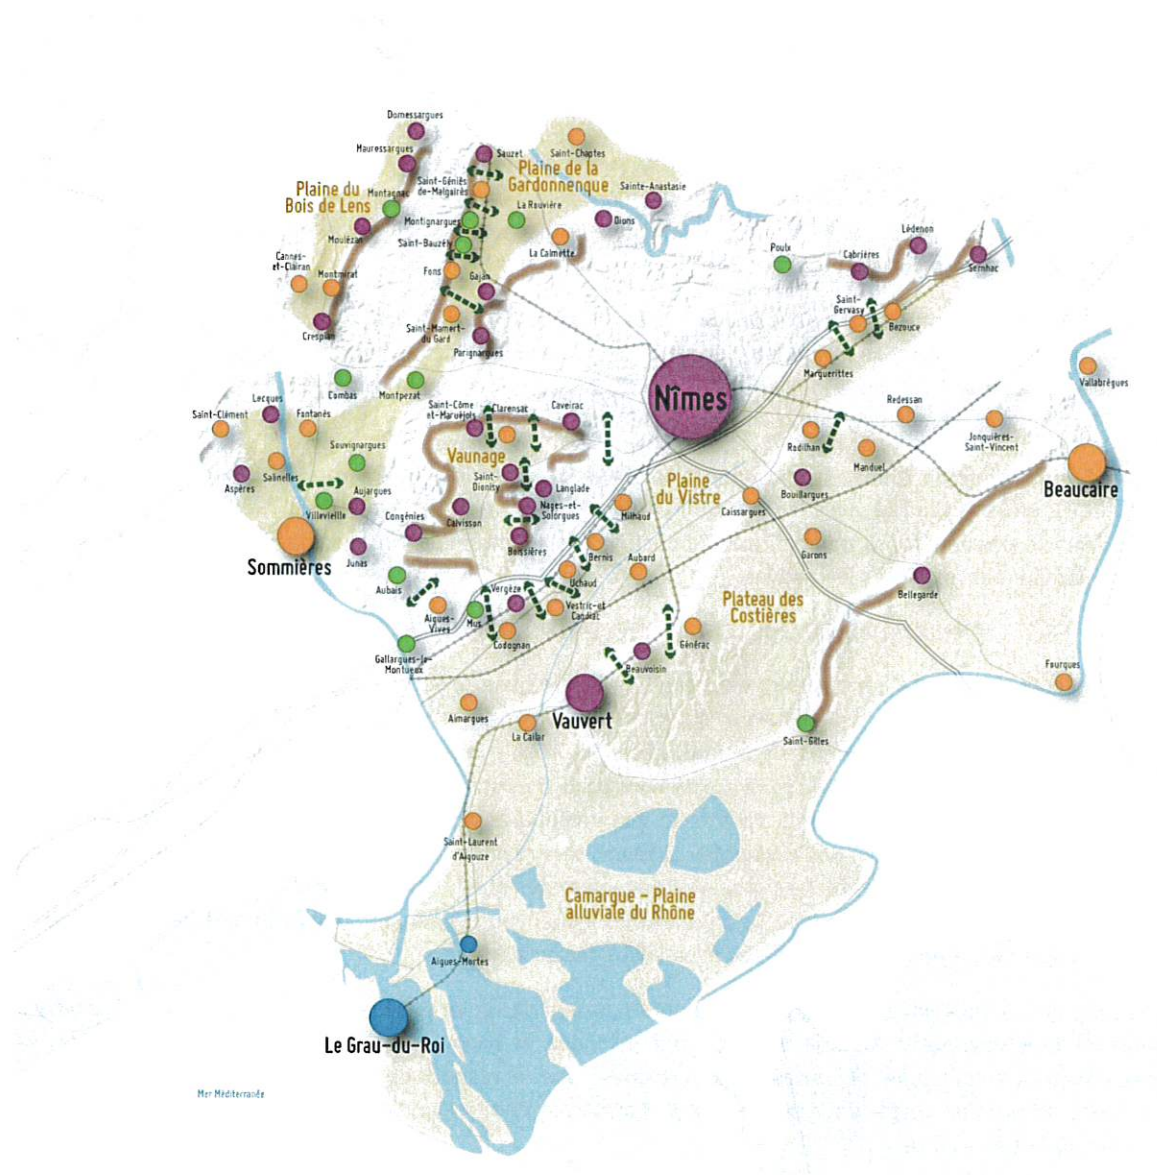 Domessargues
Mauressargues
Sauzet
Saint-Chaptes
Plaine de la
Gardonnenque
Saint-Géniès
de-Malgoirès
Sainte-Anastasie
Plaine du
Bois de Lens
Montagnac
La Rouvière
Montignargues
Dions
Moulézan
Saint-Bauzély
La Calmette
Lédenon
Poulx
Cabrières
Sernhac
Cannes-
et-Clairan
Montmirat
Fons
Gajan
Saint-
Gervasy
Bezouce
Crespian
Saint-Mamert-
du Gard
Parignargues
Marguerittes
Vallabrègues
Combas
Montpezat
Nîmes
Lecques
Saint-Clément
Fontanès
Saint-Côme
et-Maruéjols
Clarensac
Caveirac
Redessan
Rodilhan
Jonquières-
Saint-Vincent
Souvignargues
Vaunage
Manduel
Salinelles
Saint-
Dionisy
Plaine
du Vistre
Beaucaire
Aspères
Aujargues
Langlade
Bouillargues
Villevieille
Congénies
Calvisson
Nages-et-
Solorgues
Milhaud
Caissargues
Sommières
Junas
Boissières
Bernis
Aubord
Garons
Aubais
Vergèze
Uchaud
Bellegarde
Aigues-
Vives
Mus
Vestric-et
Candiac
Plateau des
Costières
Codognan
Générac
Gallargues-le-
Montueux
Beauvoisin
Fourques
Aimargues
La Cailar
Vauvert
Saint-Gilles
Saint-Laurent
d'Aigouze
Camargue - Plaine
alluviale du Rhône
Aigues-Mortes
Le Grau-du-Roi
Mer Méditerranée